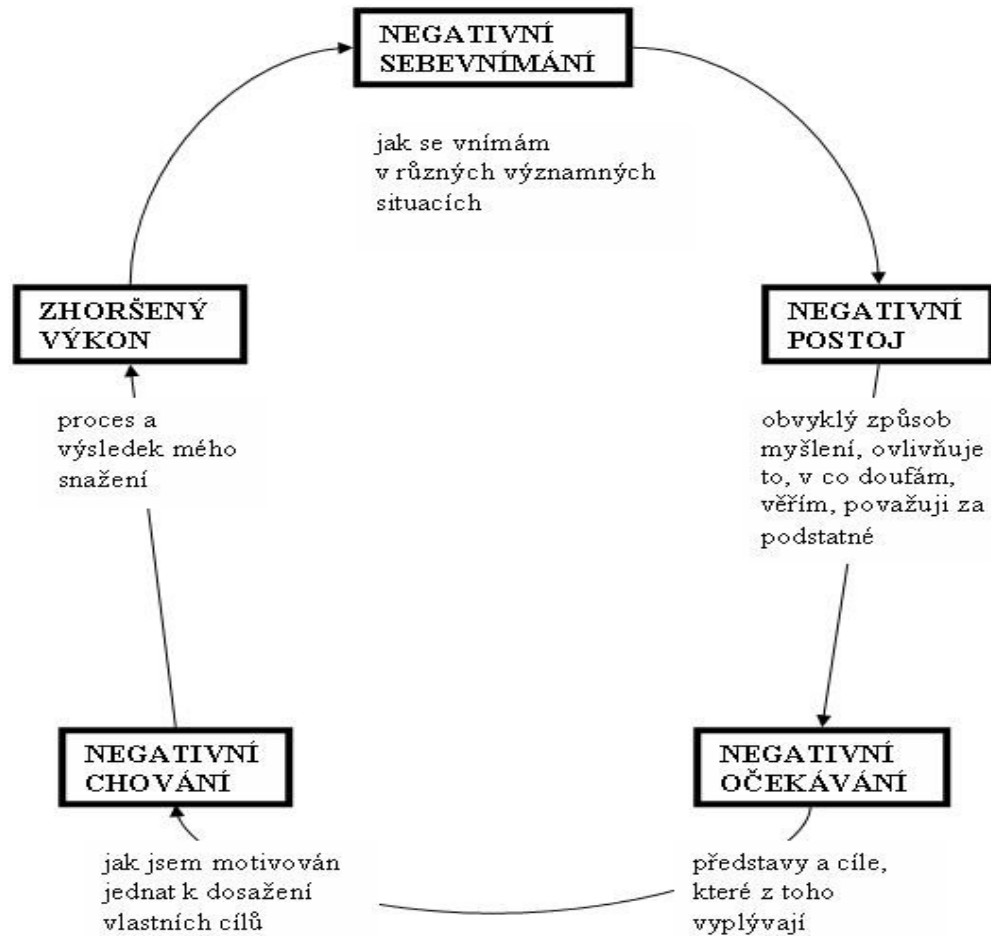 NEGATIVNÍ
SEBEVNÍMÁNÍ
jak se vnímám
v různých významných
situacích
ZHORŠENÝ
VÝKON
proces a
výsledek mého
snažení
NEGATIVNÍ
POSTOJ
obvyklý způsob
myšlení, ovlivňuje
to, v co doufám,
věřím, považuji za
podstatné
NEGATIVNÍ
CHOVÁNÍ
jak jsem motivován
jednat k dosažení
vlastních cílů
NEGATIVNÍ
OČEKÁVÁNÍ
představy a cíle,
které z toho
vyplývají